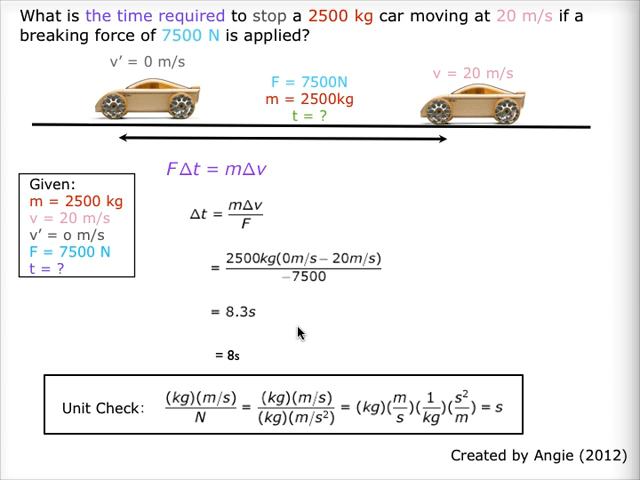 What is the time required to stop a 2500 kg car moving at 20 m/s if a
breaking force of 7500 N is applied?
v’ = 0 m/s
F = 7500N
v = 20 m/s
m = 2500kg
t = ?
FΔt = mΔv
Given:
m = 2500 kg
v = 20 m/s
v’ = o m/s
F = 7500 N
t = ?
Δt = mΔv / F
= 2500kg(0m/s – 20m/s) / –7500
= 8.3s
= 8s
Unit Check: (kg)(m/s) / N = (kg)(m/s) / (kg)(m/s²) = (kg)(m/s)(1/kg)(s²/m) = s
Created by Angie (2012)